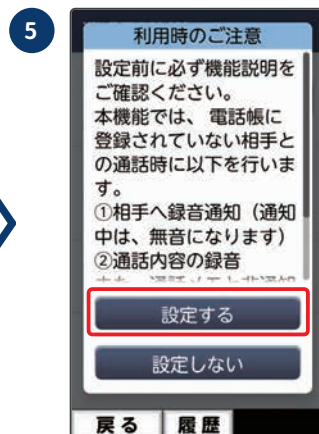 5
利用時のご注意
設定前に必ず機能説明を
ご確認ください。
本機能では、電話帳に
登録されていない相手と
の通話時に以下を行いま
す。
①相手へ録音通知（通知
中は、無音になります）
②通話内容の録音
設定する
設定しない
戻る
履歴